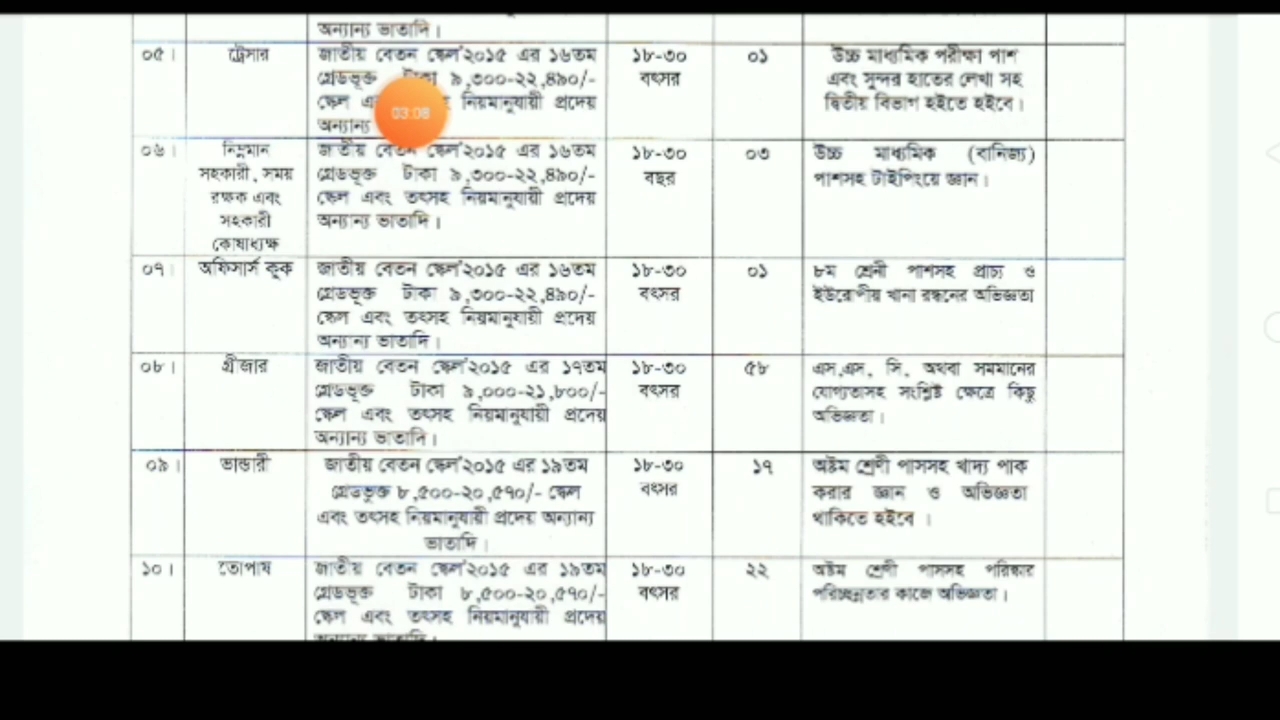 অন্যান্য ভাতাদি।
০৫। ট্রেসার জাতীয় বেতন স্কেল'২০১৫ এর ১৬তম ১৮-৩০ ০১ উচ্চ মাধ্যমিক পরীক্ষা পাশ
গ্রেডভূক্ত টাকা ৯,৩০০-২২,৪৯০/- বৎসর এবং সুন্দর হাতের লেখা সহ
স্কেল নিয়মানুযায়ী প্রদেয় দ্বিতীয় বিভাগ হইতে হইবে।
অন্যান্য
03:08
০৬। নিম্নমান জাতীয় বেতন স্কেল'২০১৫ এর ১৬তম ১৮-৩০ ০৩ উচ্চ মাধ্যমিক (বানিজ্য)
সহকারী, সময় গ্রেডভূক্ত টাকা ৯,৩০০-২২,৪৯০/- বছর পাশসহ টাইপিংয়ে জ্ঞান।
রক্ষক এবং স্কেল এবং তৎসহ নিয়মানুযায়ী প্রদেয়
সহকারী অন্যান্য ভাতাদি।
কোষাধ্যক্ষ
০৭। অফিসার্স কূক জাতীয় বেতন স্কেল'২০১৫ এর ১৬তম ১৮-৩০ ০১ ৮ম শ্রেনী পাশসহ প্রাচ্য ও
গ্রেডভূক্ত টাকা ৯,৩০০-২২,৪৯০/- বৎসর ইউরোপীয় খানা রন্ধনের অভিজ্ঞতা
স্কেল এবং তৎসহ নিয়মানুযায়ী প্রদেয়
অন্যান্য ভাতাদি।
০৮। গ্রীজার জাতীয় বেতন স্কেল'২০১৫ এর ১৭তম ১৮-৩০ ৫৮ এস,এস, সি, অথবা সমমানের
গ্রেডভূক্ত টাকা ৯,০০০-২১,৮০০/- বৎসর যোগ্যতাসহ সংশ্লিষ্ট ক্ষেত্রে কিছু
স্কেল এবং তৎসহ নিয়মানুযায়ী প্রদেয় অভিজ্ঞতা।
অন্যান্য ভাতাদি।
০৯। ভান্ডারী জাতীয় বেতন স্কেল'২০১৫ এর ১৯তম ১৮-৩০ ১৭ অষ্টম শ্রেণী পাসসহ খাদ্য পাক
গ্রেডভূক্ত ৮,৫০০-২০,৫৭০/- স্কেল বৎসর করার জ্ঞান ও অভিজ্ঞতা
এবং তৎসহ নিয়মানুযায়ী প্রদেয় অন্যান্য থাকিতে হইবে ।
ভাতাদি।
১০। তোপাষ জাতীয় বেতন স্কেল'২০১৫ এর ১৯তম ১৮-৩০ ২২ অষ্টম শ্রেণী পাসসহ পরিস্কার
গ্রেডভূক্ত টাকা ৮,৫০০-২০,৫৭০/- বৎসর পরিচ্ছন্নতার কাজে অভিজ্ঞতা।
স্কেল এবং তৎসহ নিয়মানুযায়ী প্রদেয়